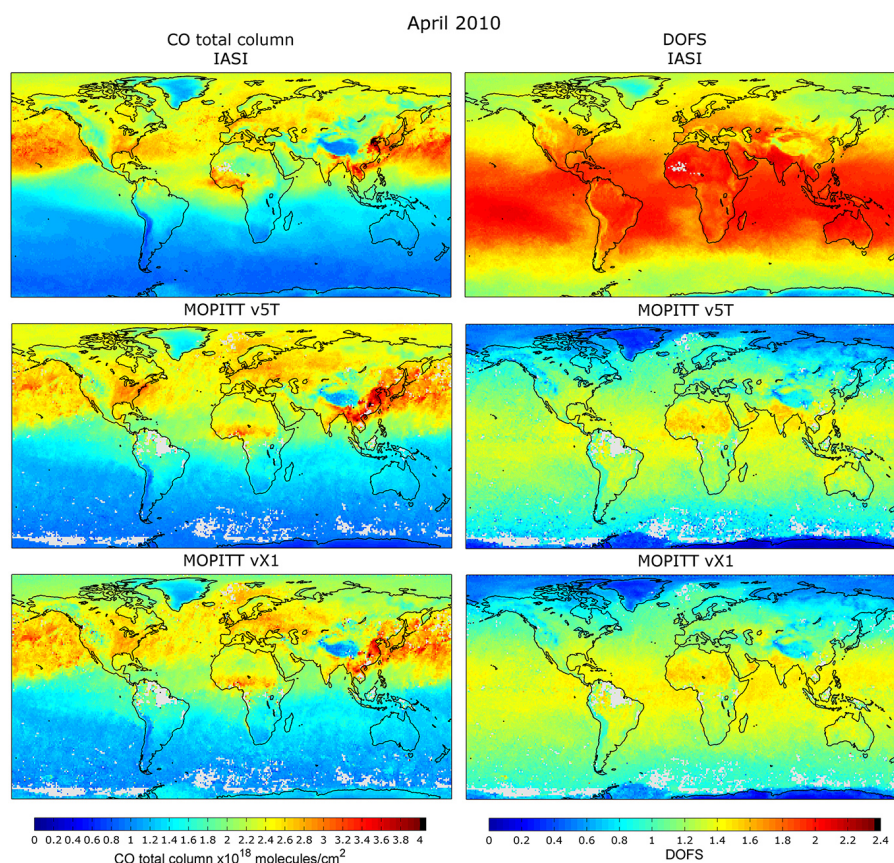 April 2010
CO total column
IASI
DOFS
IASI
MOPITT v5T
MOPITT v5T
MOPITT vX1
MOPITT vX1
0 0.2 0.4 0.6 0.8 1 1.2 1.4 1.6 1.8 2 2.2 2.4 2.6 2.8 3 3.2 3.4 3.6 3.8 4
CO total column x10¹⁸ molecules/cm²
0 0.2 0.4 0.6 0.8 1 1.2 1.4 1.6 1.8 2 2.2 2.4
DOFS